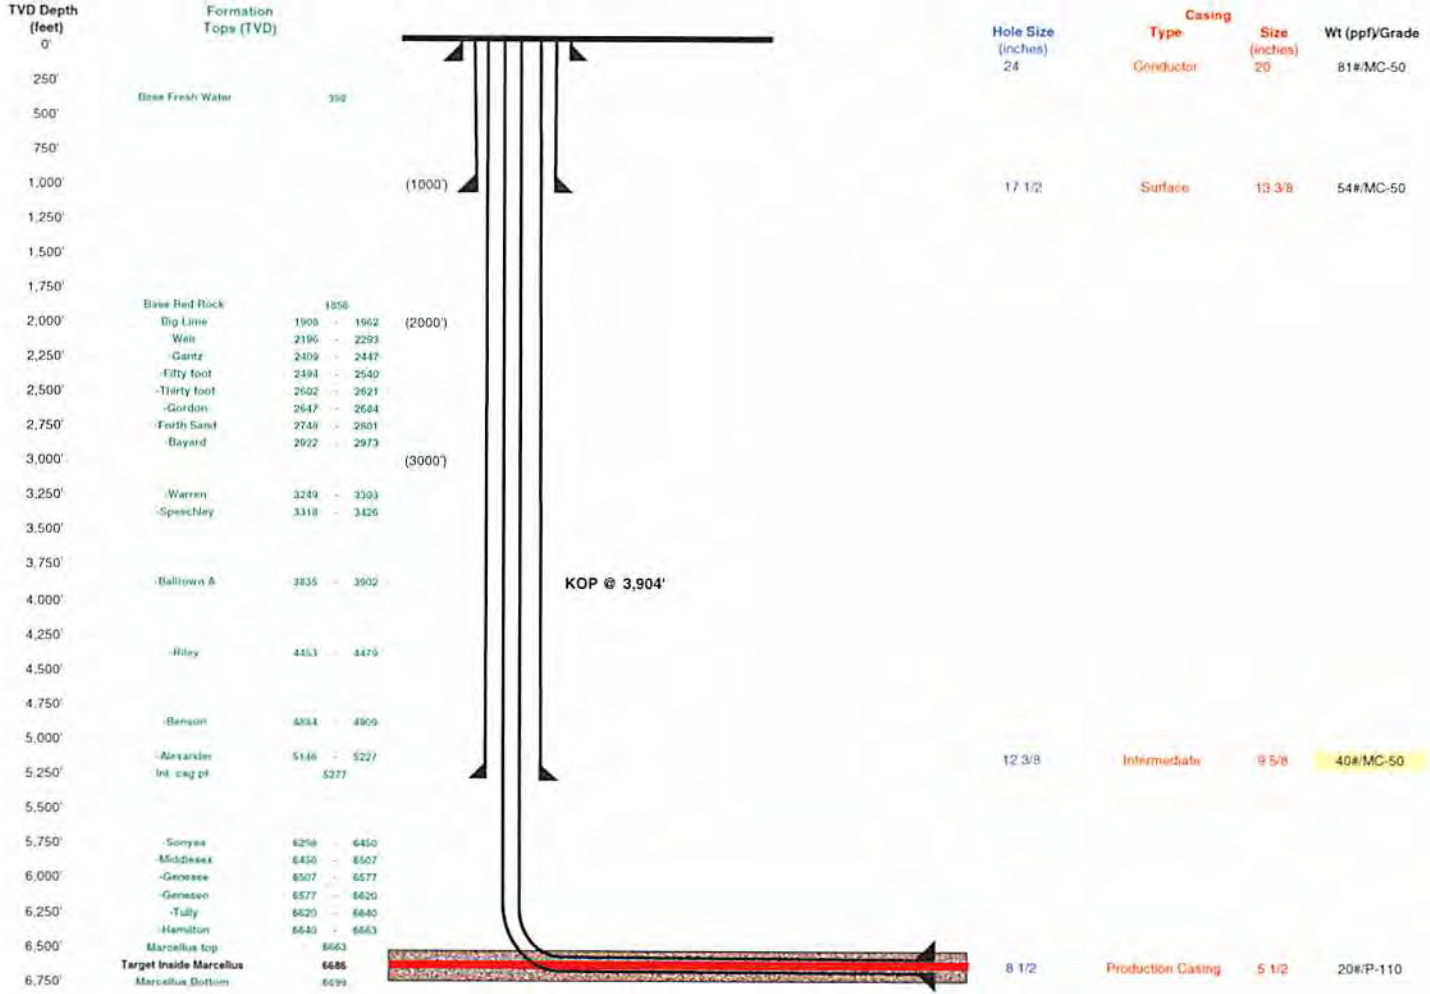 TVD Depth
(feet)
Formation
Tops (TVD)
Casing
Hole Size
(inches)
Type
Size
(inches)
Wt (ppf)/Grade
0'
24 Conductor 20 81#/MC-50
250'
Base Fresh Water 350
500'
750'
1,000' (1000') 17 1/2 Surface 13 3/8 54#/MC-50
1,250'
1,500'
1,750'
Base Red Rock 1856
2,000' Big Lime 1908 - 1962 (2000')
Weir 2196 - 2293
2,250' -Gantz 2409 - 2447
-Fifty foot 2494 - 2540
2,500' -Thirty foot 2602 - 2621
-Gordon 2647 - 2684
2,750' -Forth Sand 2748 - 2801
-Bayard 2922 - 2973
3,000' (3000')
3,250' -Warren 3249 - 3303
-Speechley 3318 - 3426
3,500'
3,750'
-Balltown A 3835 - 3902 KOP @ 3,904'
4,000'
4,250'
-Riley 4453 - 4479
4,500'
4,750'
-Benson 4884 - 4909
5,000'
-Alexander 5146 - 5227 12 3/8 Intermediate 9 5/8 40#/MC-50
5,250' Int. csg pt 5277
5,500'
5,750' -Sonyea 6298 - 6450
-Middlesex 6450 - 6507
6,000' -Genesee 6507 - 6577
-Geneseo 6577 - 6620
6,250' -Tully 6620 - 6640
-Hamilton 6640 - 6663
6,500' Marcellus top 6663
Target Inside Marcellus 6686 8 1/2 Production Casing 5 1/2 20#/P-110
6,750' Marcellus Bottom 6699